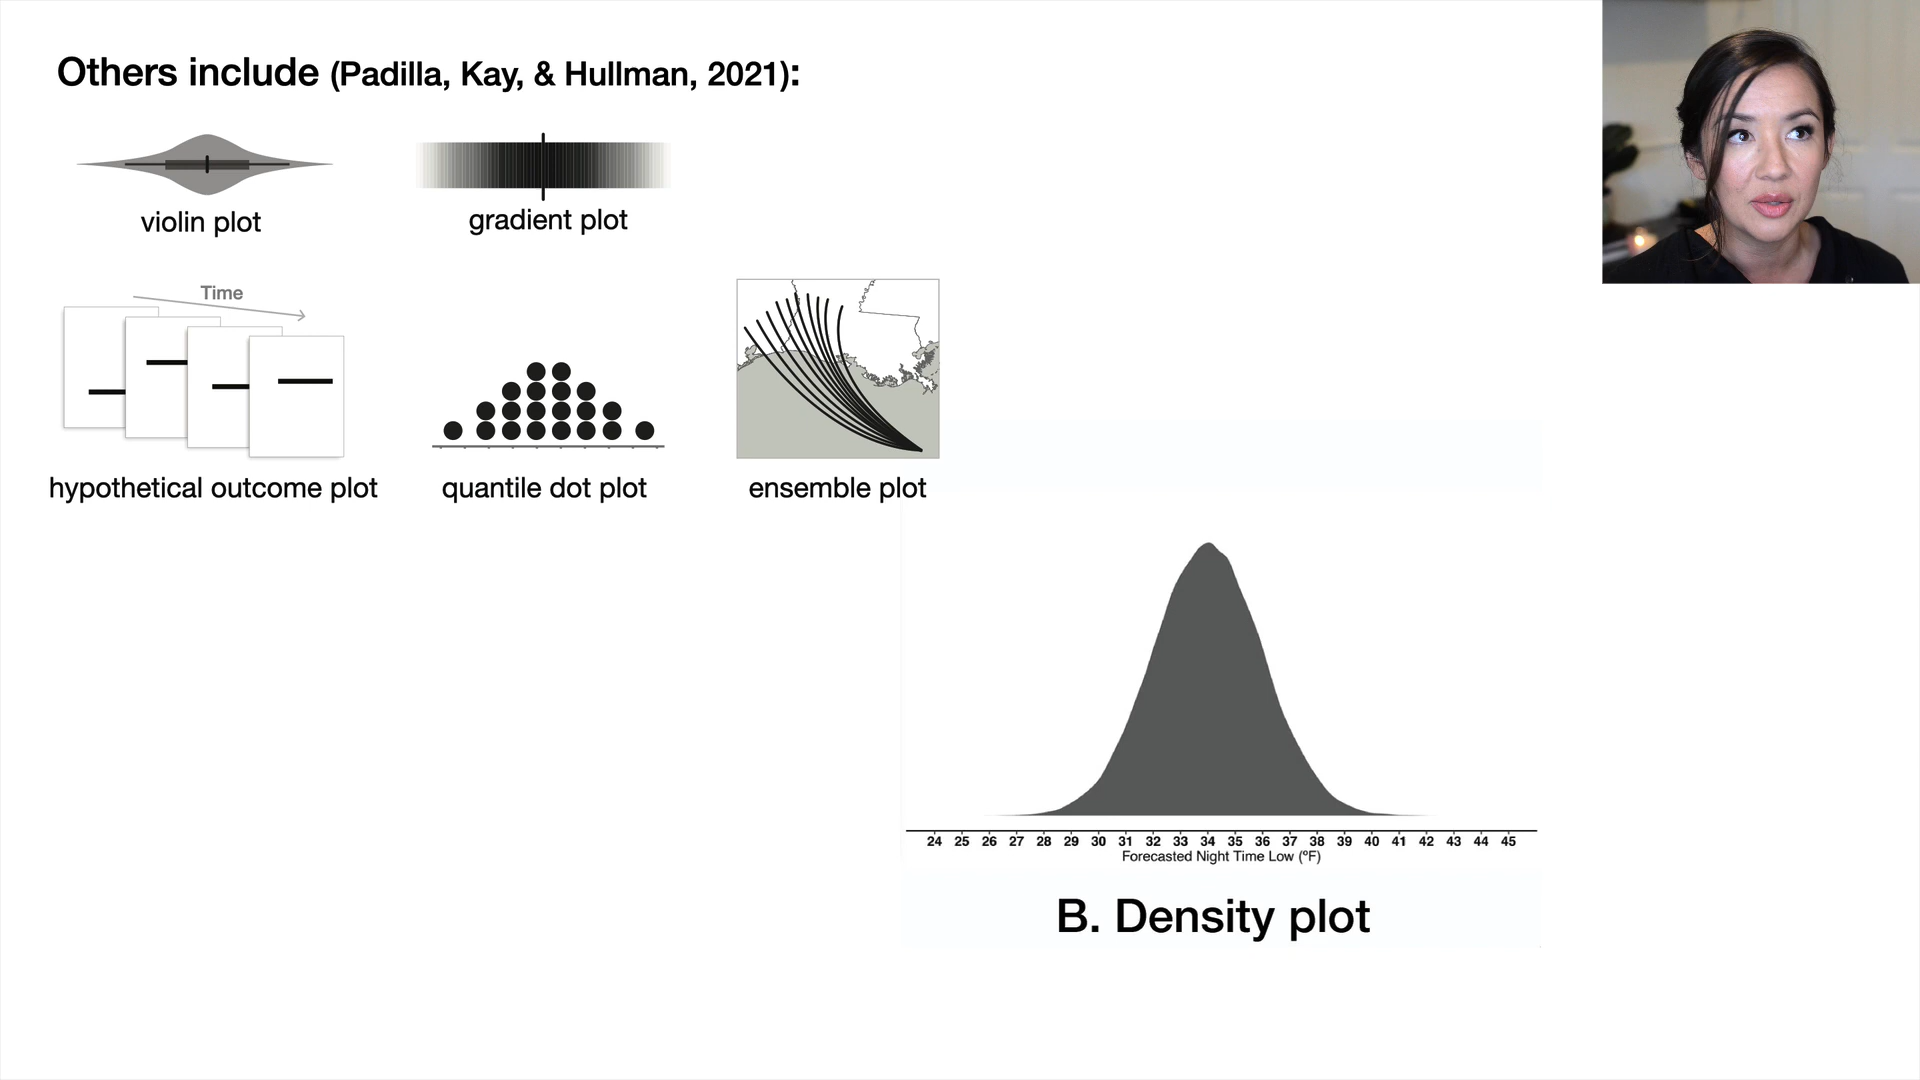 Others include (Padilla, Kay, & Hullman, 2021):
violin plot
gradient plot
Time
hypothetical outcome plot
quantile dot plot
ensemble plot
24 25 26 27 28 29 30 31 32 33 34 35 36 37 38 39 40 41 42 43 44 45
Forecasted Night Time Low (ºF)
B. Density plot